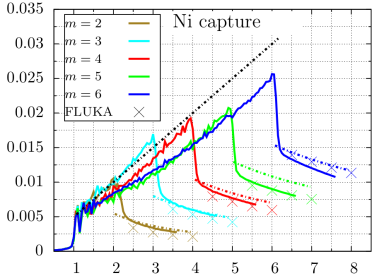 0.035
Ni capture
m = 2
0.03
m = 3
m = 4
0.025
m = 5
m = 6
0.02
FLUKA
0.015
0.01
0.005
0
1 2 3 4 5 6 7 8